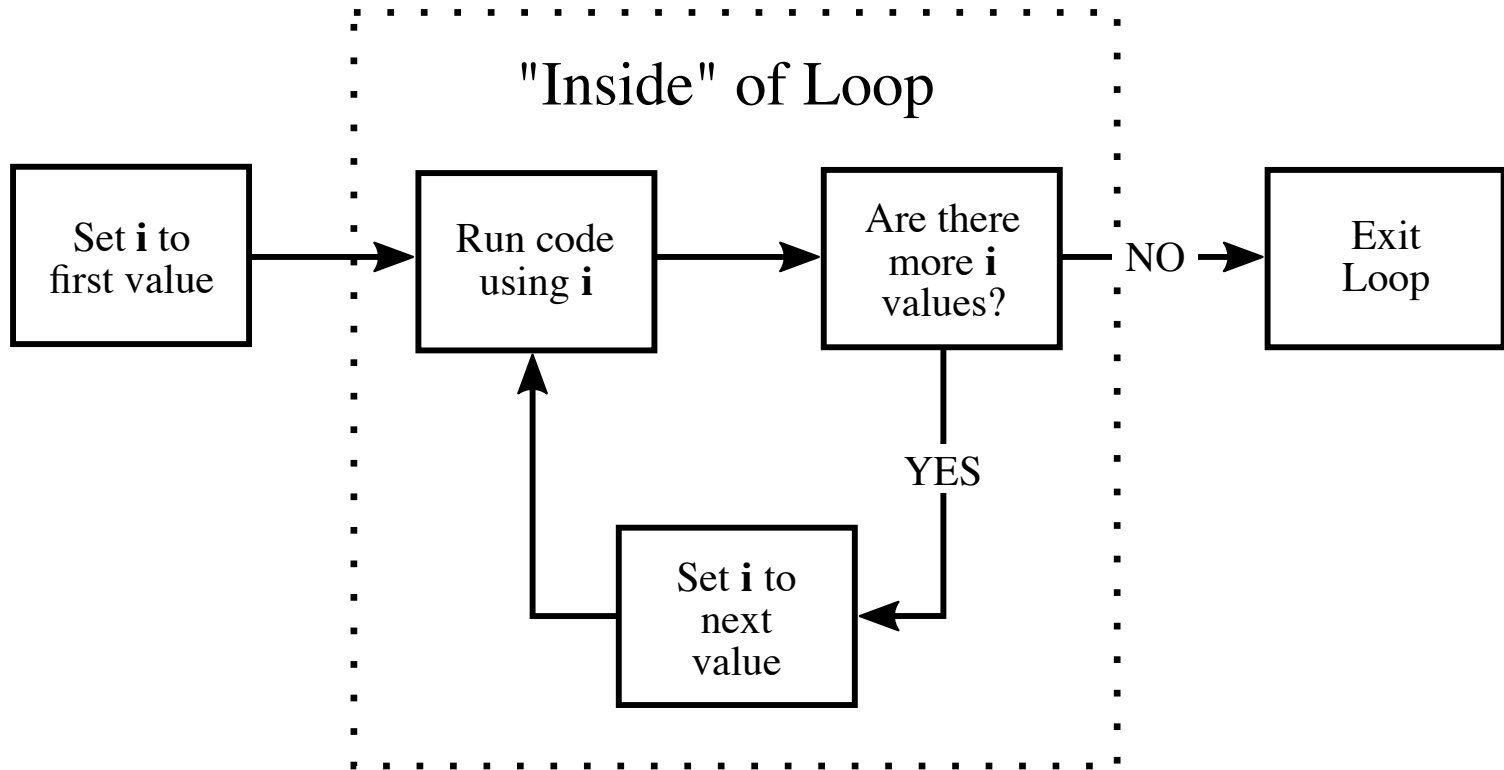 "Inside" of Loop
Set i to
first value
Run code
using i
Are there
more i
values?
NO
Exit
Loop
YES
Set i to
next
value